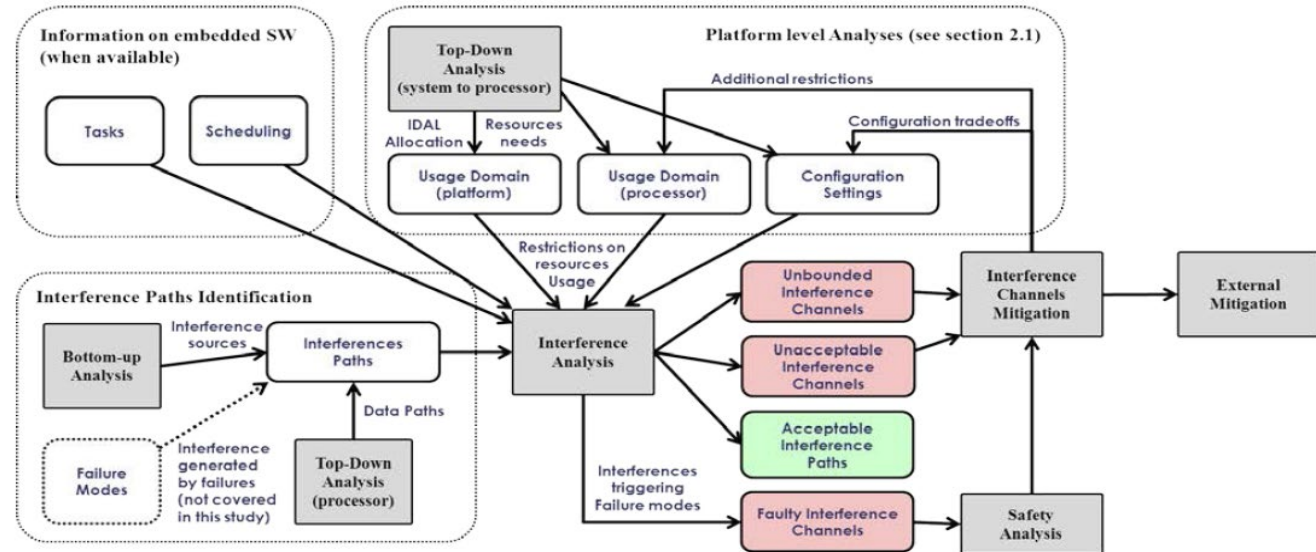 Information on embedded SW
(when available)
Tasks
Scheduling
Platform level Analyses (see section 2.1)
Top-Down
Analysis
(system to processor)
Additional restrictions
Configuration tradeoffs
IDAL
Allocation
Resources
needs
Usage Domain
(platform)
Usage Domain
(processor)
Configuration
Settings
Restrictions on
resources
Usage
Interference Paths Identification
Bottom-up
Analysis
Interference
sources
Interferences
Paths
Data Paths
Failure
Modes
Interference
generated
by failures
(not covered
in this study)
Top-Down
Analysis
(processor)
Interference
Analysis
Interferences
triggering
Failure modes
Unbounded
Interference
Channels
Unacceptable
Interference
Channels
Acceptable
Interference
Paths
Faulty Interference
Channels
Interference
Channels
Mitigation
External
Mitigation
Safety
Analysis